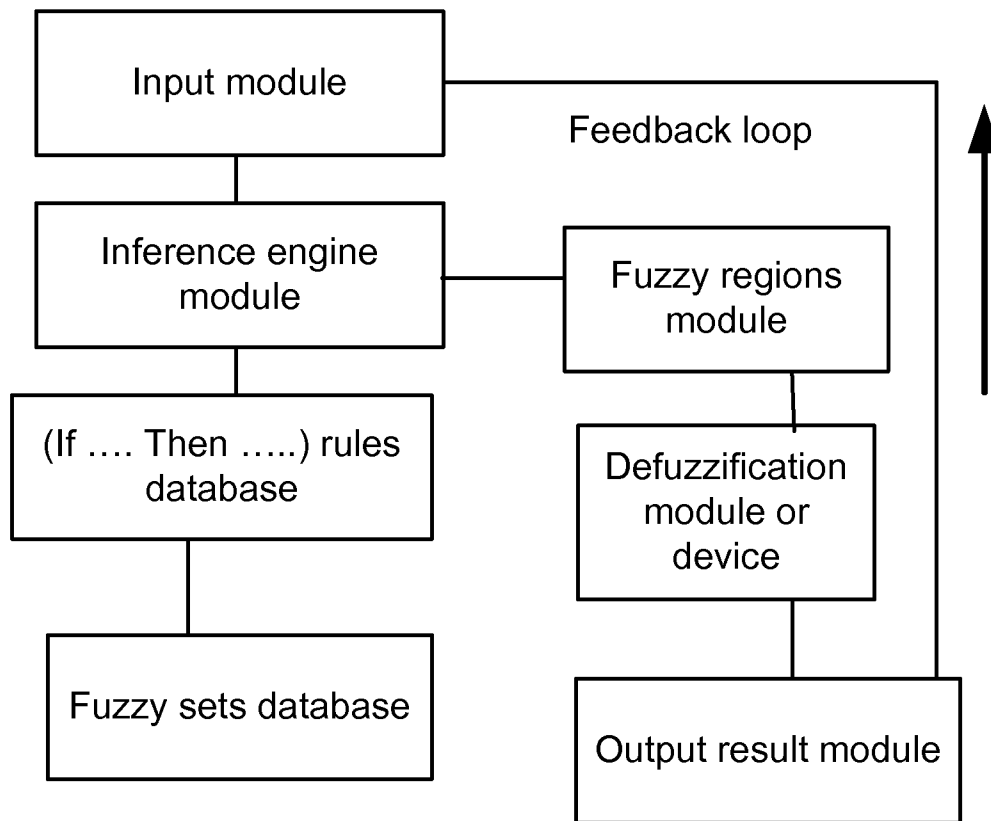 Input module
Feedback loop
Inference engine
module
Fuzzy regions
module
(If .... Then .....) rules
database
Defuzzification
module or
device
Fuzzy sets database
Output result module